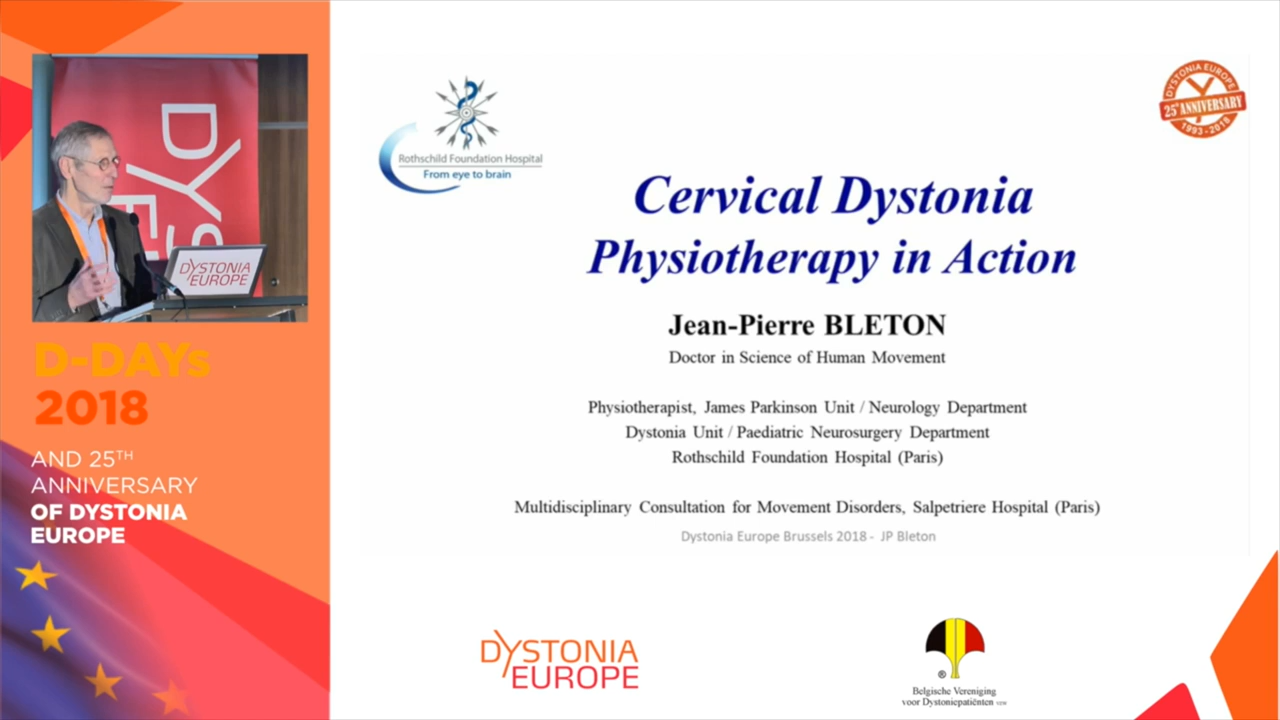 DYS
E
DYSTONIA
EUROPE
D-DAYs
2018
AND 25TH
ANNIVERSARY
OF DYSTONIA
EUROPE
Rothschild Foundation Hospital
From eye to brain
DYSTONIA EUROPE
25th ANNIVERSARY
1993 - 2018
Cervical Dystonia
Physiotherapy in Action
Jean-Pierre BLETON
Doctor in Science of Human Movement
Physiotherapist, James Parkinson Unit / Neurology Department
Dystonia Unit / Paediatric Neurosurgery Department
Rothschild Foundation Hospital (Paris)
Multidisciplinary Consultation for Movement Disorders, Salpetriere Hospital (Paris)
Dystonia Europe Brussels 2018 - JP Bleton
DYSTONIA
EUROPE
®
Belgische Vereniging
voor Dystoniepatiënten vzw